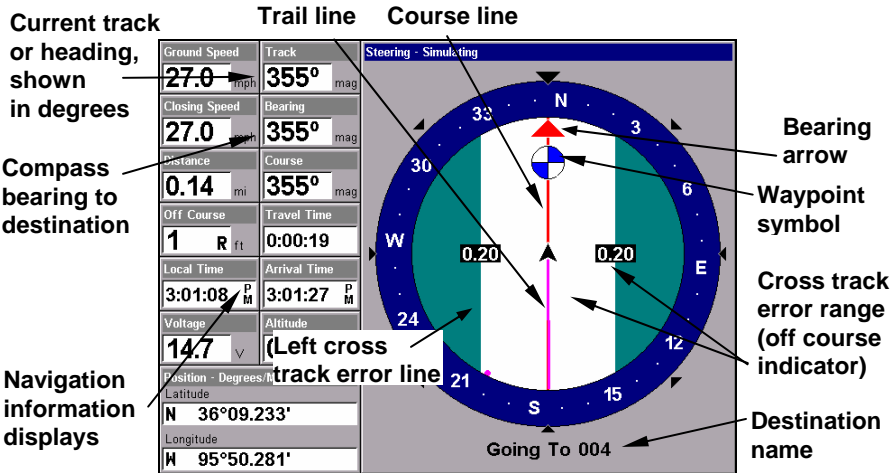 Current track
or heading,
shown
in degrees
Trail line
Course line
Compass
bearing to
destination
Navigation
information
displays
Ground Speed
27.0 mph
Track
355º mag
Closing Speed
27.0 mph
Bearing
355º mag
Distance
0.14 mi
Course
355º mag
Off Course
1 R ft
Travel Time
0:00:19
Local Time
3:01:08 PM
Arrival Time
3:01:27 PM
Voltage
14.7 V
Altitude
Left cross
track error line
Position - Degrees/M
Latitude
N 36°09.233'
Longitude
W 95°50.281'
Steering - Simulating
N
3
6
E
12
15
S
21
24
W
30
33
0.20
0.20
Going To 004
Bearing
arrow
Waypoint
symbol
Cross track
error range
(off course
indicator)
Destination
name